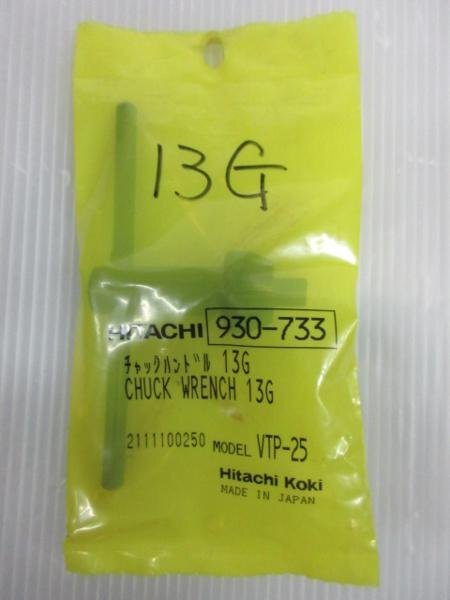 13G
HITACHI 930-733
ﾁｬｯｸﾊﾝﾄﾞﾙ 13G
CHUCK WRENCH 13G
2111100250 MODEL VTP-25
Hitachi Koki
MADE IN JAPAN